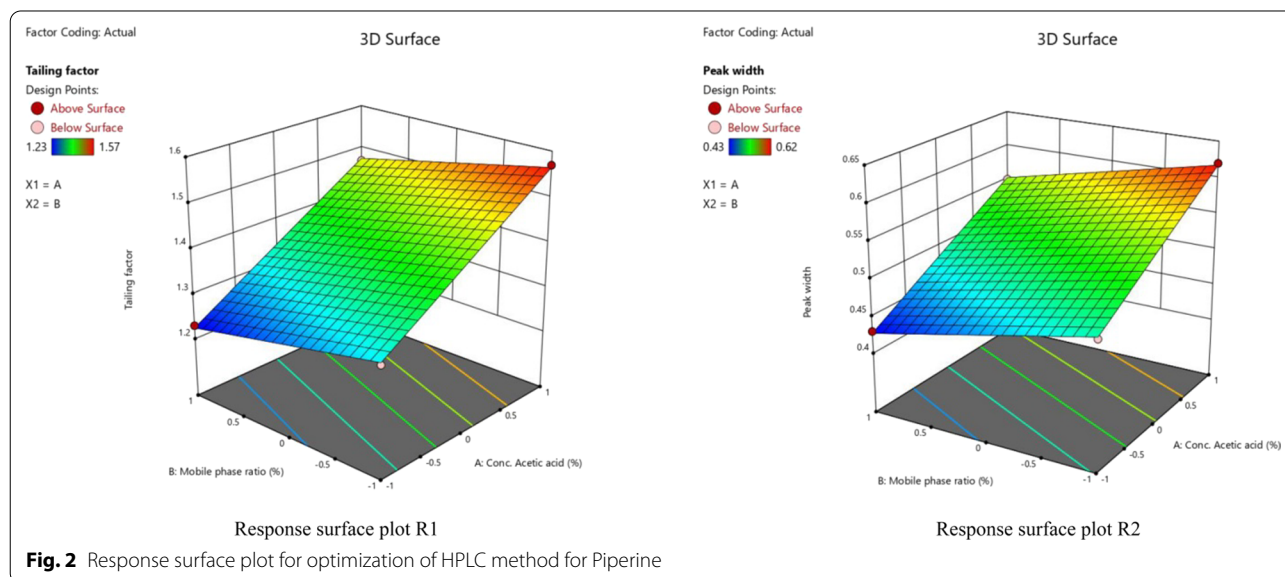 Factor Coding: Actual
3D Surface
Tailing factor
Design Points:
Above Surface
Below Surface
1.23 1.57
X1 = A
X2 = B
1.6
1.5
1.4
1.3
1.2
Tailing factor
1
0.5
0
-0.5
-1
B: Mobile phase ratio (%)
-1
-0.5
0
0.5
1
A: Conc. Acetic acid (%)
Response surface plot R1
Factor Coding: Actual
3D Surface
Peak width
Design Points:
Above Surface
Below Surface
0.43 0.62
X1 = A
X2 = B
0.65
0.6
0.55
0.5
0.45
0.4
Peak width
1
0.5
0
-0.5
-1
B: Mobile phase ratio (%)
-1
-0.5
0
0.5
1
A: Conc. Acetic acid (%)
Response surface plot R2
Fig. 2 Response surface plot for optimization of HPLC method for Piperine